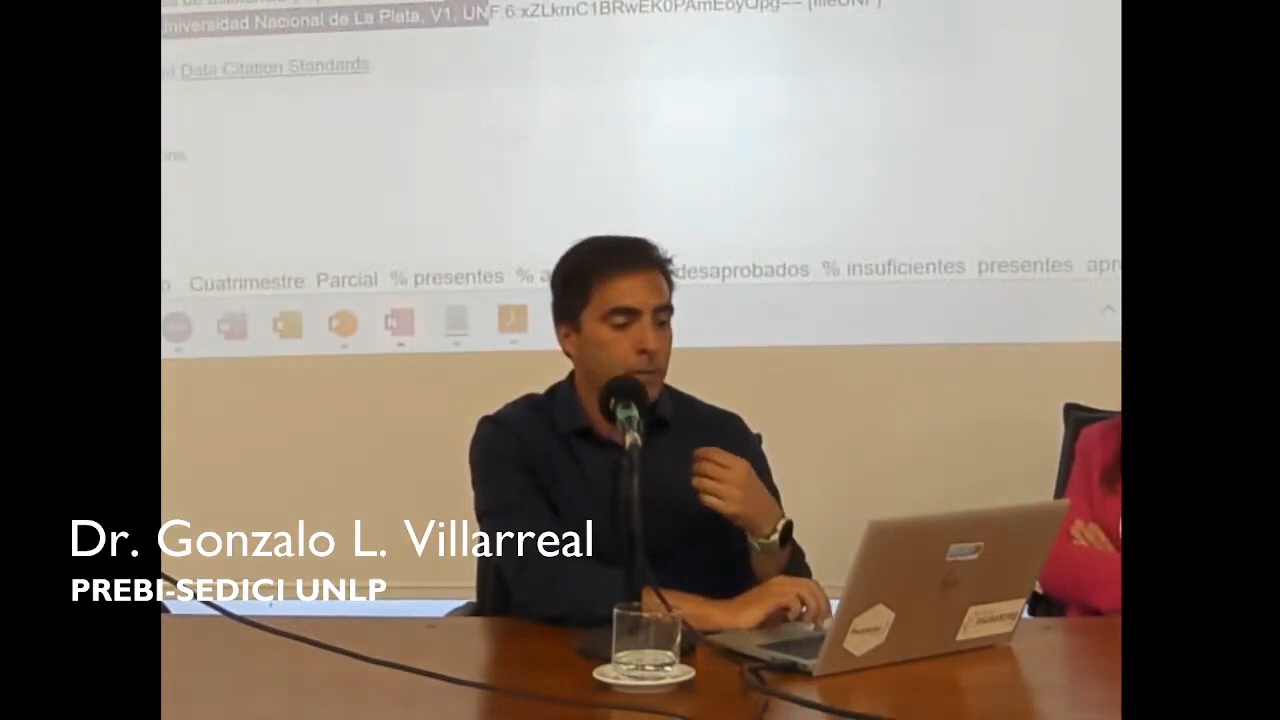 Universidad Nacional de La Plata, V1, UNF:6:xZLkmC1BRwEK0PAmEoyOpg== [fileUNF]
Data Citation Standards
Cuatrimestre Parcial % presentes % desaprobados % insuficientes presentes
Dr. Gonzalo L. Villarreal
PREBI-SEDICI UNLP